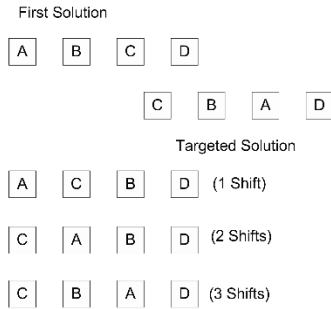 First Solution
A B C D
C B A D
Targeted Solution
A C B D (1 Shift)
C A B D (2 Shifts)
C B A D (3 Shifts)